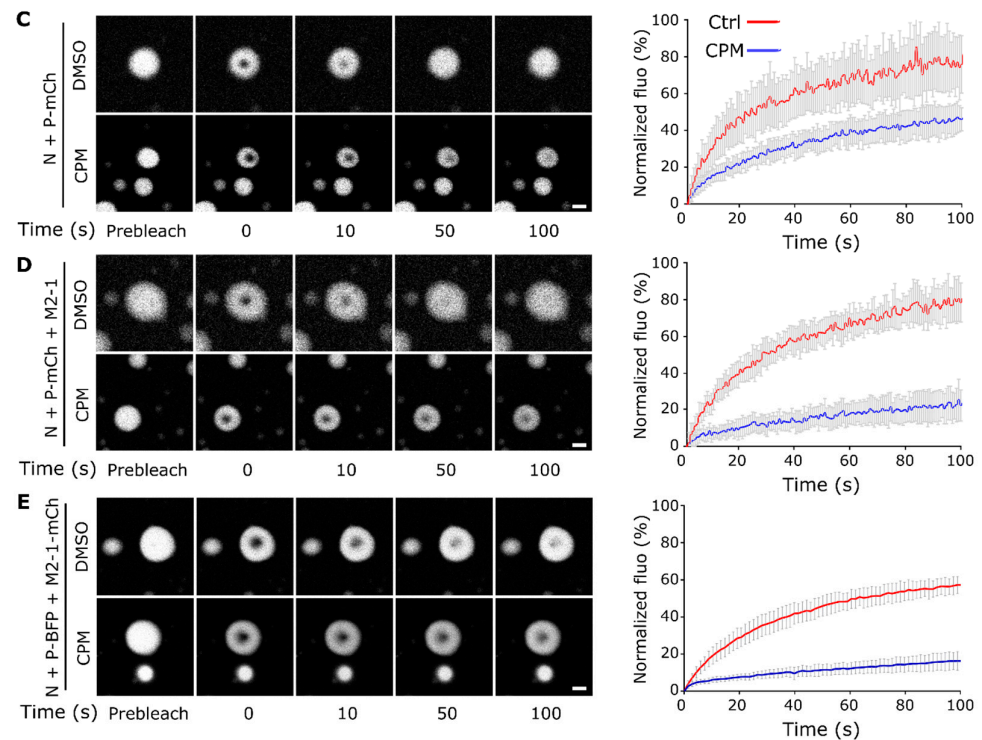 C
N + P-mCh
DMSO
CPM
Time (s) Prebleach 0 10 50 100
Normalized fluo (%)
100
80
60
40
20
0
Ctrl
CPM
0 20 40 60 80 100
Time (s)
D
N + P-mCh + M2-1
DMSO
CPM
Time (s) Prebleach 0 10 50 100
Normalized fluo (%)
100
80
60
40
20
0
0 20 40 60 80 100
Time (s)
E
N + P-BFP + M2-1-mCh
DMSO
CPM
Time (s) Prebleach 0 10 50 100
Normalized fluo (%)
100
80
60
40
20
0
0 20 40 60 80 100
Time (s)